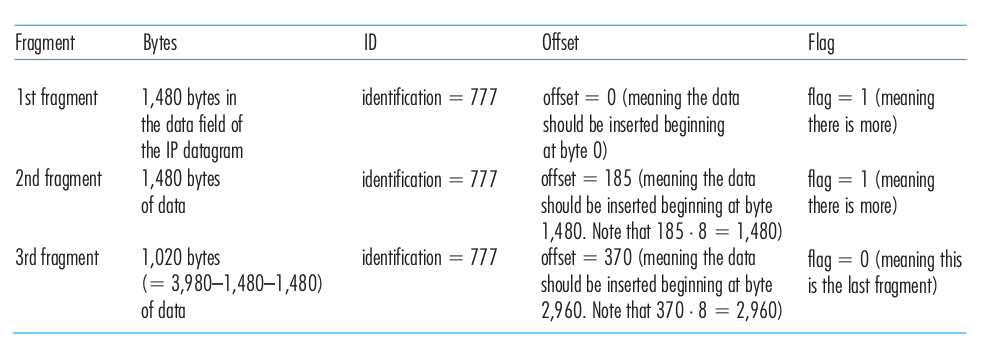 Fragment Bytes ID Offset Flag
1st fragment 1,480 bytes in identification = 777 offset = 0 (meaning the data flag = 1 (meaning
the data field of should be inserted beginning there is more)
the IP datagram at byte 0)
2nd fragment 1,480 bytes identification = 777 offset = 185 (meaning the data flag = 1 (meaning
of data should be inserted beginning at byte there is more)
1,480. Note that 185 · 8 = 1,480)
3rd fragment 1,020 bytes identification = 777 offset = 370 (meaning the data flag = 0 (meaning this
(= 3,980–1,480–1,480) should be inserted beginning at byte is the last fragment)
of data 2,960. Note that 370 · 8 = 2,960)